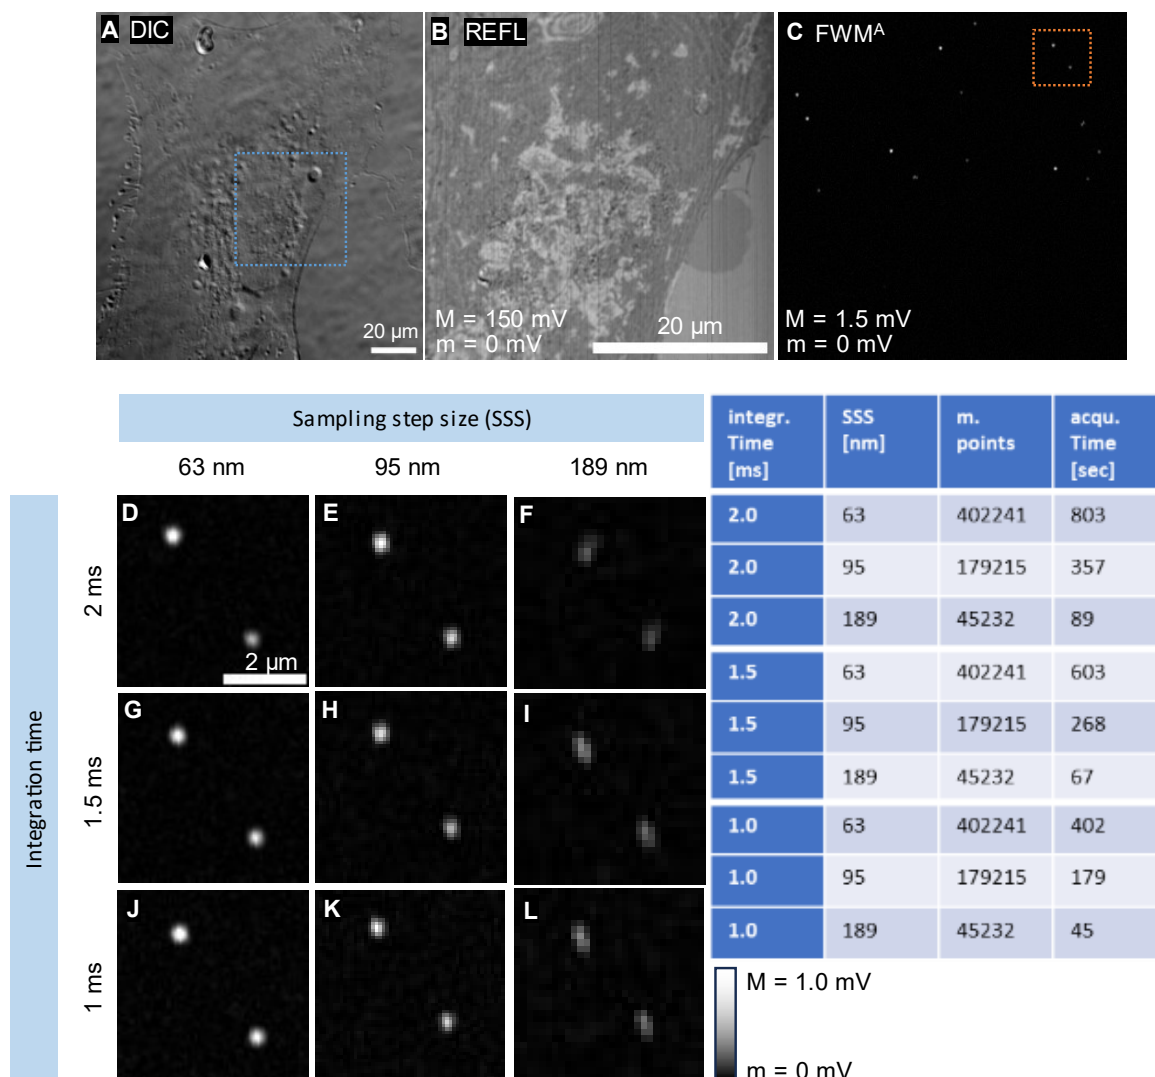 A DIC
20 µm
B REFL
M = 150 mV
m = 0 mV
20 µm
C FWMᴬ
M = 1.5 mV
m = 0 mV
Sampling step size (SSS)
63 nm 95 nm 189 nm
Integration time
2 ms
D E F
2 µm
1.5 ms
G H I
1 ms
J K L
integr. Time [ms] SSS [nm] m. points acqu. Time [sec]
2.0 63 402241 803
2.0 95 179215 357
2.0 189 45232 89
1.5 63 402241 603
1.5 95 179215 268
1.5 189 45232 67
1.0 63 402241 402
1.0 95 179215 179
1.0 189 45232 45
M = 1.0 mV
m = 0 mV